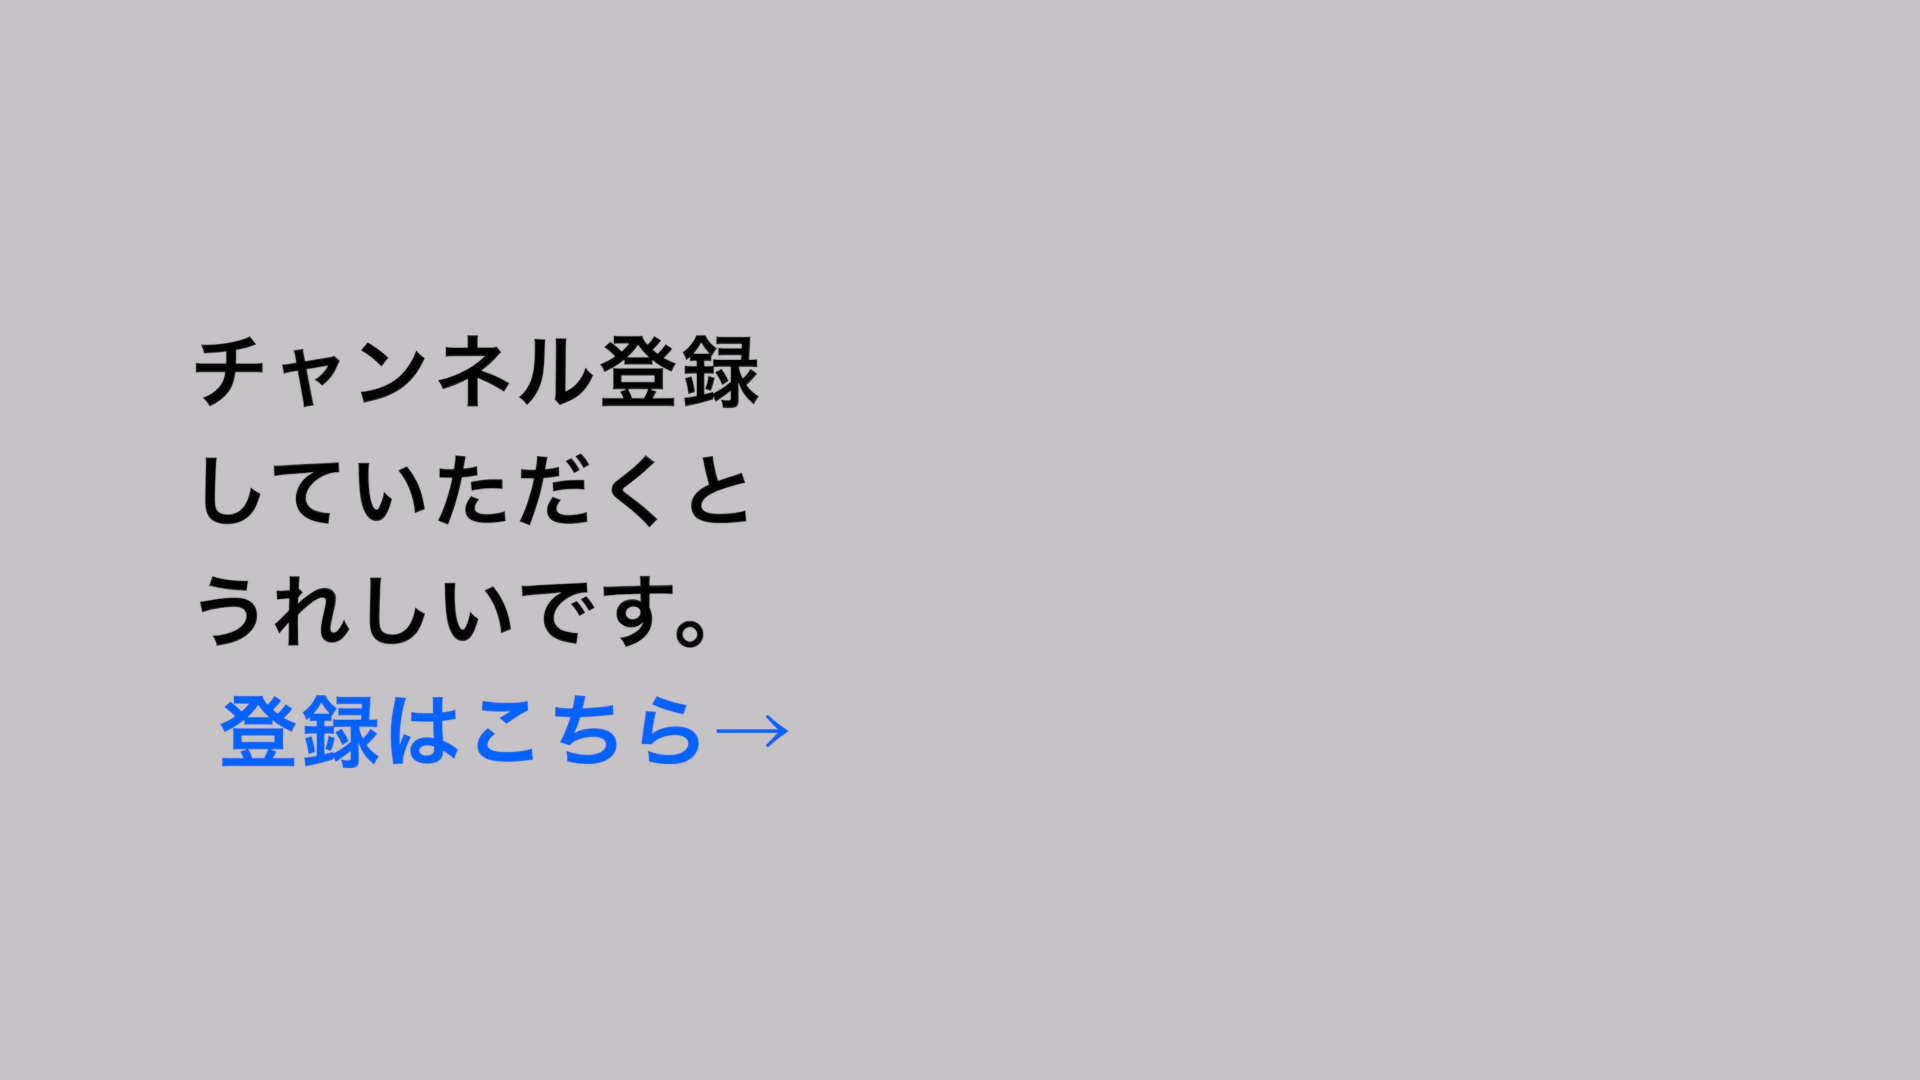 チャンネル登録
していただくと
うれしいです。
登録はこちら→